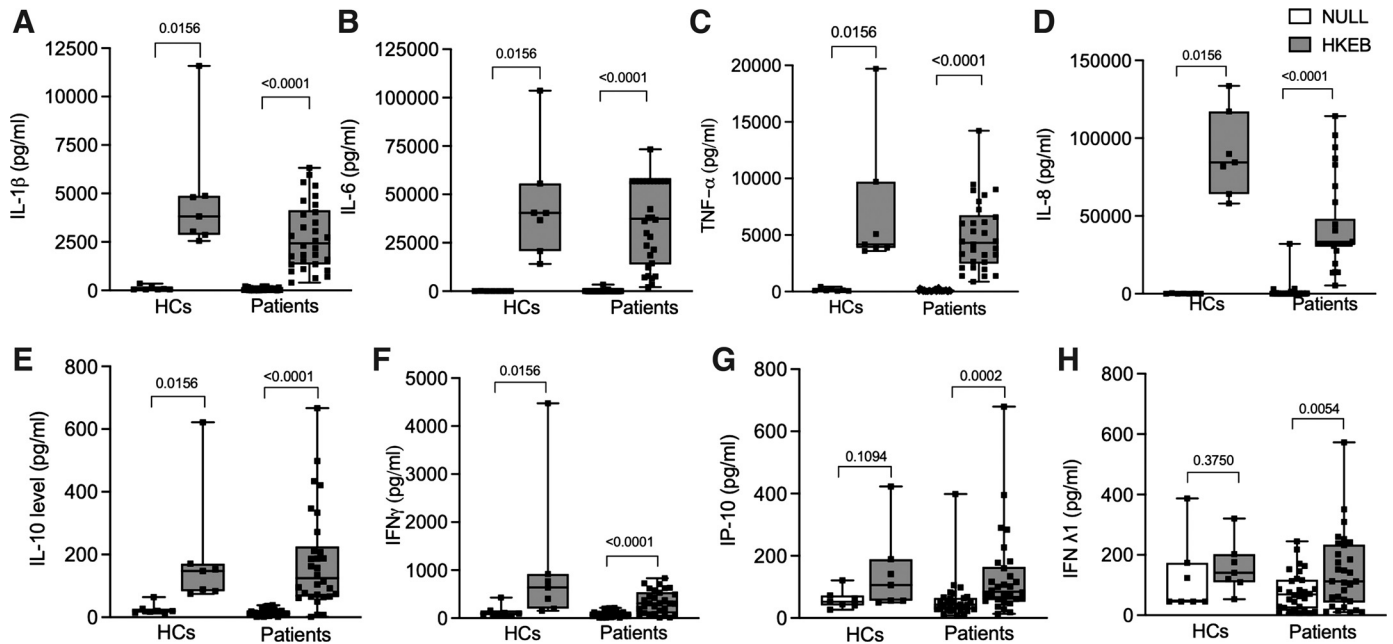 A
IL-1β (pg/ml)
12500
10000
7500
5000
2500
0
0.0156
<0.0001
HCs
Patients
B
IL-6 (pg/ml)
125000
100000
75000
50000
25000
0
0.0156
<0.0001
HCs
Patients
C
TNF-α (pg/ml)
20000
15000
10000
5000
0
0.0156
<0.0001
HCs
Patients
D
IL-8 (pg/ml)
150000
100000
50000
0
0.0156
<0.0001
HCs
Patients
NULL
HKEB
E
IL-10 level (pg/ml)
800
600
400
200
0
0.0156
<0.0001
HCs
Patients
F
IFNγ (pg/ml)
5000
4000
3000
2000
1000
0
0.0156
<0.0001
HCs
Patients
G
IP-10 (pg/ml)
800
600
400
200
0
0.1094
0.0002
HCs
Patients
H
IFN λ1 (pg/ml)
800
600
400
200
0
0.3750
0.0054
HCs
Patients